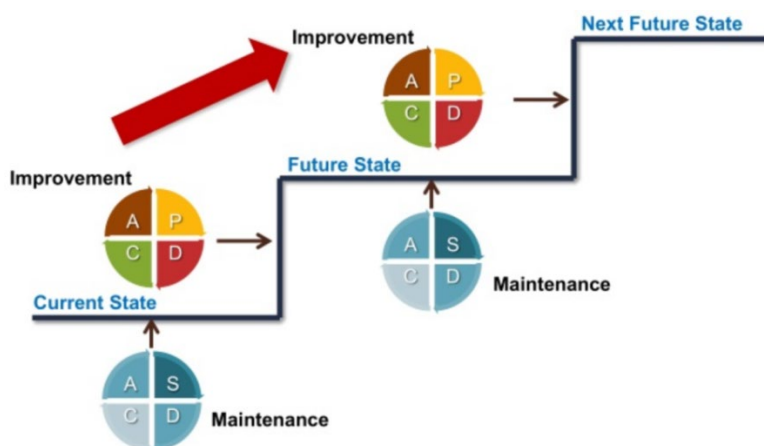 Next Future State
Improvement
A P
C D
Future State
Improvement
A P
C D
A S
C D
Maintenance
Current State
A S
C D
Maintenance